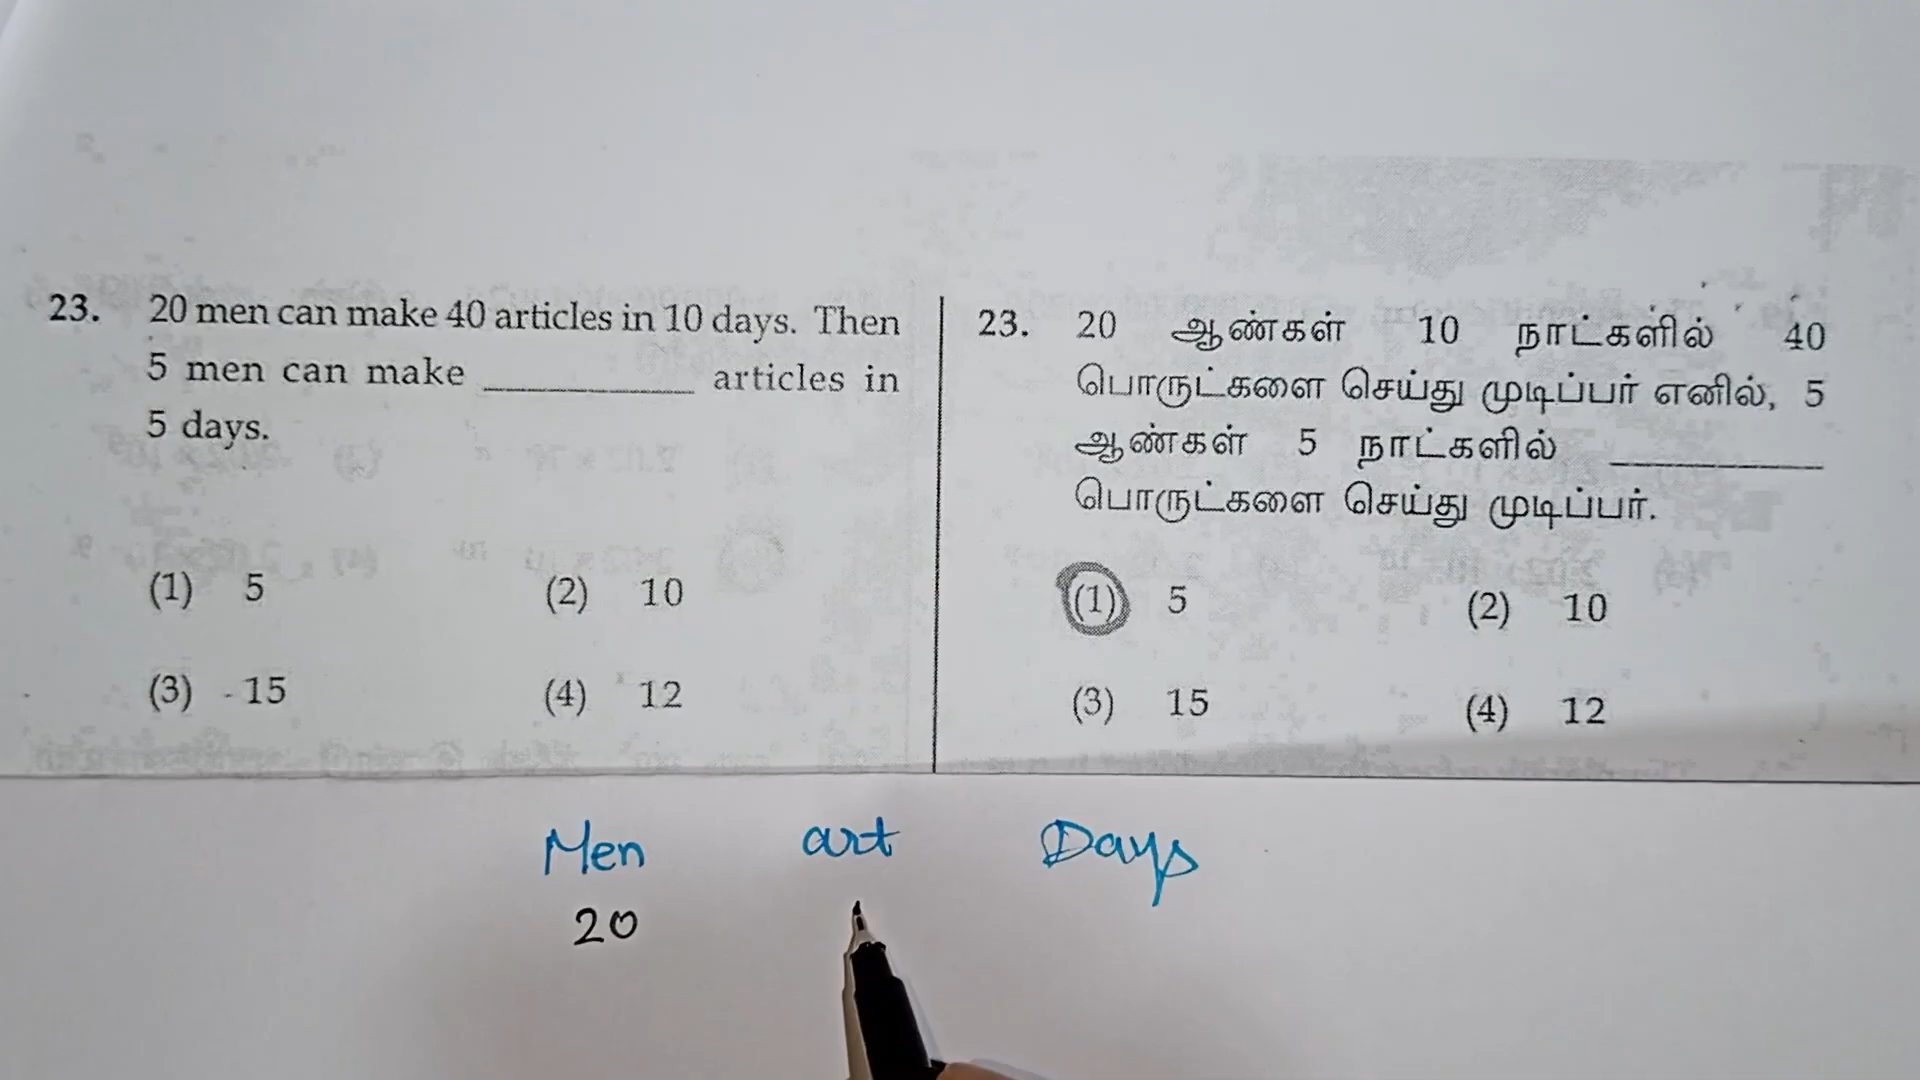 23. 20 men can make 40 articles in 10 days. Then
5 men can make __________ articles in
5 days.
(1) 5 (2) 10
(3) 15 (4) 12
23. 20 ஆண்கள் 10 நாட்களில் 40
பொருட்களை செய்து முடிப்பர் எனில், 5
ஆண்கள் 5 நாட்களில் __________
பொருட்களை செய்து முடிப்பர்.
(1) 5 (2) 10
(3) 15 (4) 12
Men art Days
20